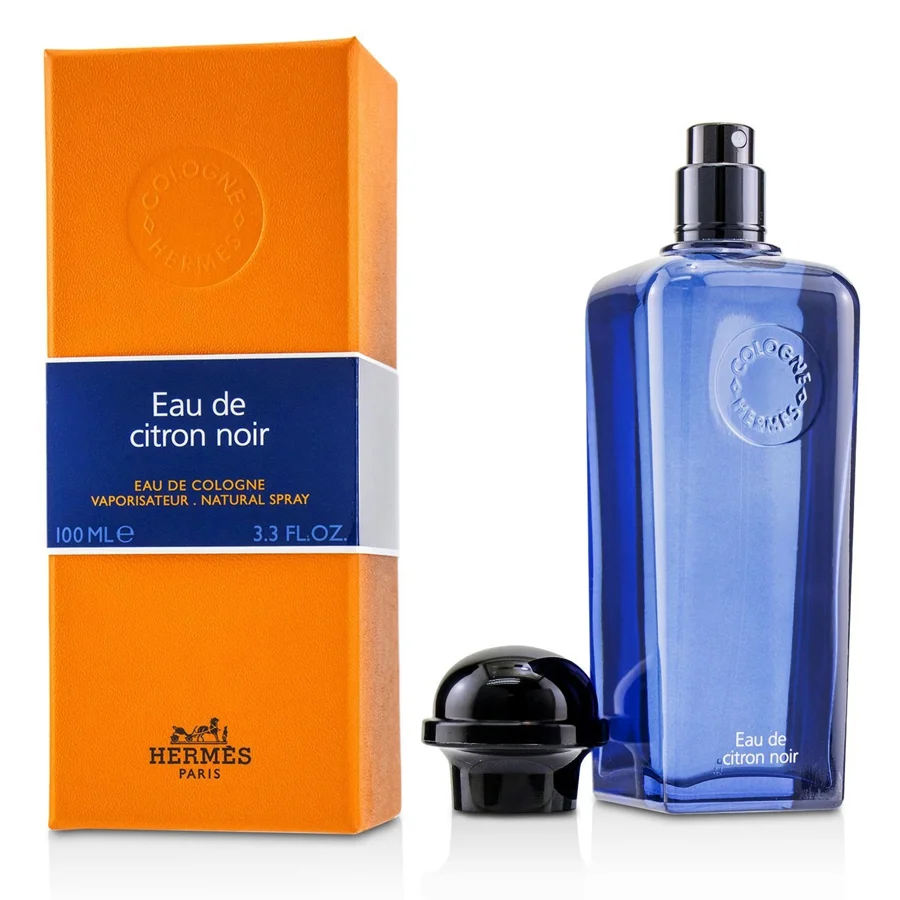 COLOGNE
HERMÈS
Eau de
citron noir
EAU DE COLOGNE
VAPORISATEUR . NATURAL SPRAY
100 ML ℮ 3.3 FL.OZ.
HERMÈS
PARIS
COLOGNE
HERMÈS
Eau de
citron noir